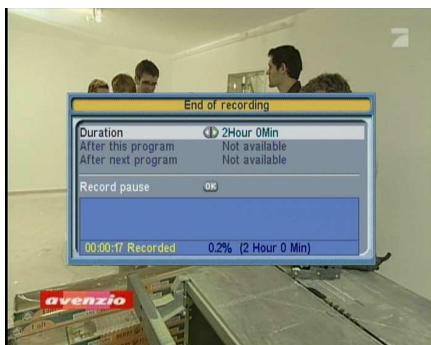 End of recording
Duration 2Hour 0Min
After this program Not available
After next program Not available
Record pause OK
00:00:17 Recorded 0.2% (2 Hour 0 Min)
avenzio